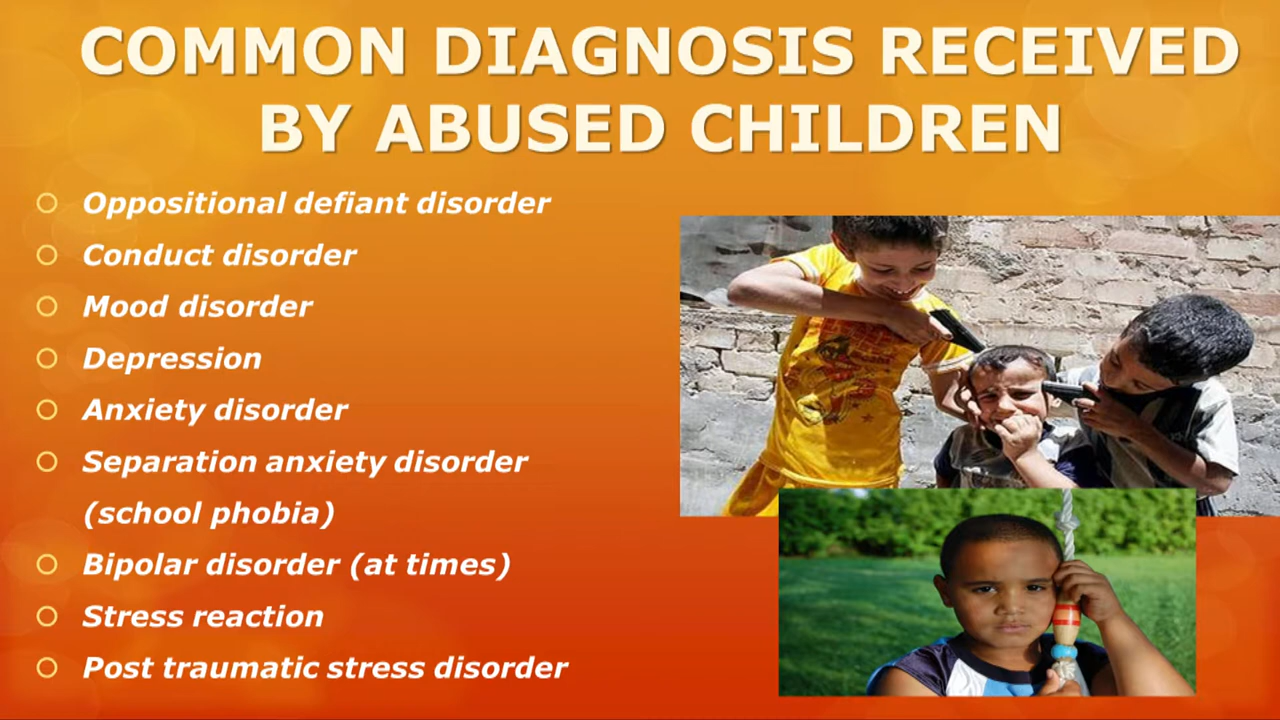 COMMON DIAGNOSIS RECEIVED
BY ABUSED CHILDREN
Oppositional defiant disorder
Conduct disorder
Mood disorder
Depression
Anxiety disorder
Separation anxiety disorder
(school phobia)
Bipolar disorder (at times)
Stress reaction
Post traumatic stress disorder